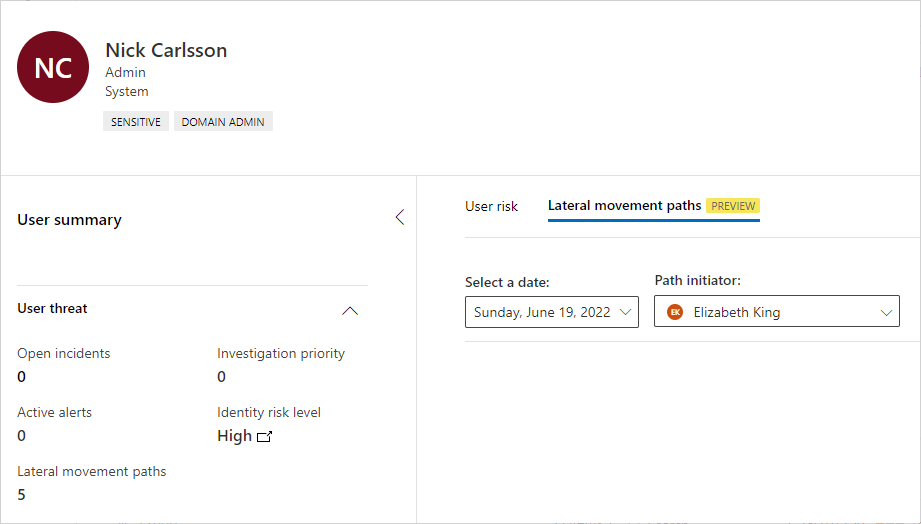 NC
Nick Carlsson
Admin
System
SENSITIVE DOMAIN ADMIN
User summary
User threat
Open incidents Investigation priority
0 0
Active alerts Identity risk level
0 High
Lateral movement paths
5
User risk Lateral movement paths PREVIEW
Select a date: Path initiator:
Sunday, June 19, 2022 EK Elizabeth King